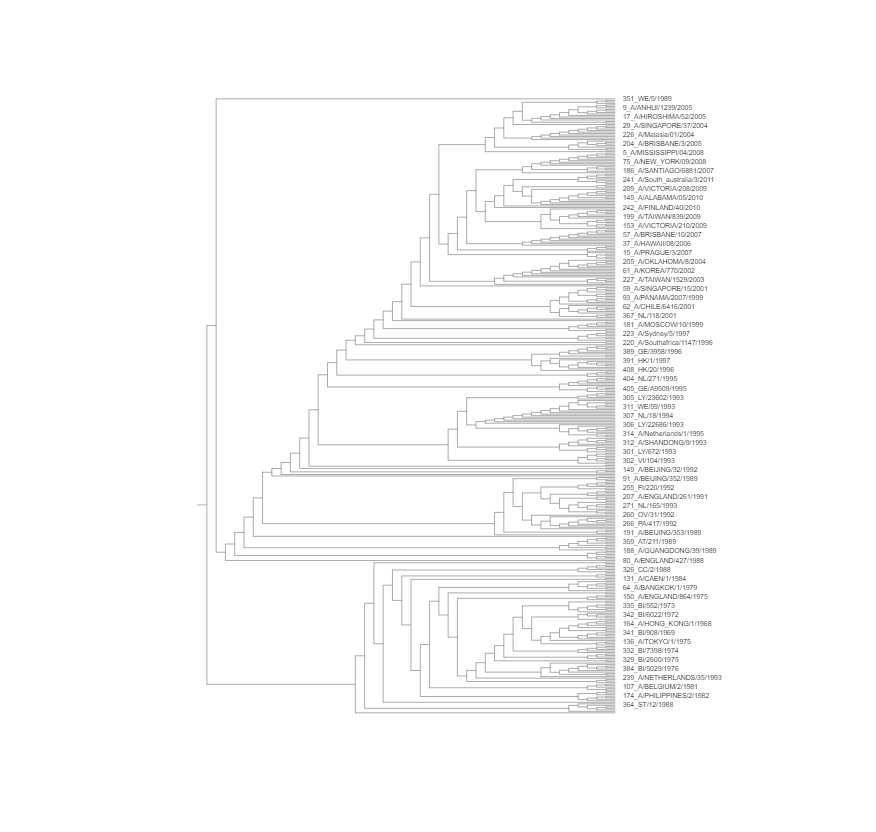 351_WE/5/1989
9_A/ANHUI/1239/2005
17_A/HIROSHIMA/52/2005
29_A/SINGAPORE/37/2004
226_A/Malasia/01/2004
204_A/BRISBANE/3/2005
5_A/MISSISSIPPI/04/2008
75_A/NEW_YORK/09/2008
186_A/SANTIAGO/6881/2007
241_A/South_australia/3/2011
209_A/VICTORIA/208/2009
145_A/ALABAMA/05/2010
242_A/FINLAND/40/2010
199_A/TAIWAN/839/2009
153_A/VICTORIA/210/2009
57_A/BRISBANE/10/2007
37_A/HAWAII/08/2006
15_A/PRAGUE/3/2007
205_A/OKLAHOMA/8/2004
61_A/KOREA/770/2002
227_A/TAIWAN/1529/2003
59_A/SINGAPORE/15/2001
93_A/PANAMA/2007/1999
62_A/CHILE/6416/2001
367_NL/118/2001
181_A/MOSCOW/10/1999
223_A/Sydney/5/1997
220_A/Southafrica/1147/1996
389_GE/3958/1996
391_HK/1/1997
408_HK/20/1996
404_NL/271/1995
405_GE/A9509/1995
305_LY/23602/1993
311_WE/59/1993
307_NL/18/1994
306_LY/22686/1993
314_A/Netherlands/1/1995
312_A/SHANDONG/9/1993
301_LY/672/1993
302_VI/104/1993
149_A/BEIJING/32/1992
91_A/BEIJING/352/1989
255_FI/220/1992
207_A/ENGLAND/261/1991
271_NL/165/1993
260_OV/31/1992
266_PA/417/1992
191_A/BEIJING/353/1989
359_AT/211/1989
188_A/GUANGDONG/39/1989
80_A/ENGLAND/427/1988
326_CC/2/1988
131_A/CAEN/1/1984
64_A/BANGKOK/1/1979
150_A/ENGLAND/864/1975
335_BI/552/1973
342_BI/6022/1972
164_A/HONG_KONG/1/1968
341_BI/908/1969
136_A/TOKYO/1/1975
332_BI/7398/1974
329_BI/2600/1975
384_BI/5029/1976
239_A/NETHERLANDS/35/1993
107_A/BELGIUM/2/1981
174_A/PHILIPPINES/2/1982
364_ST/12/1988